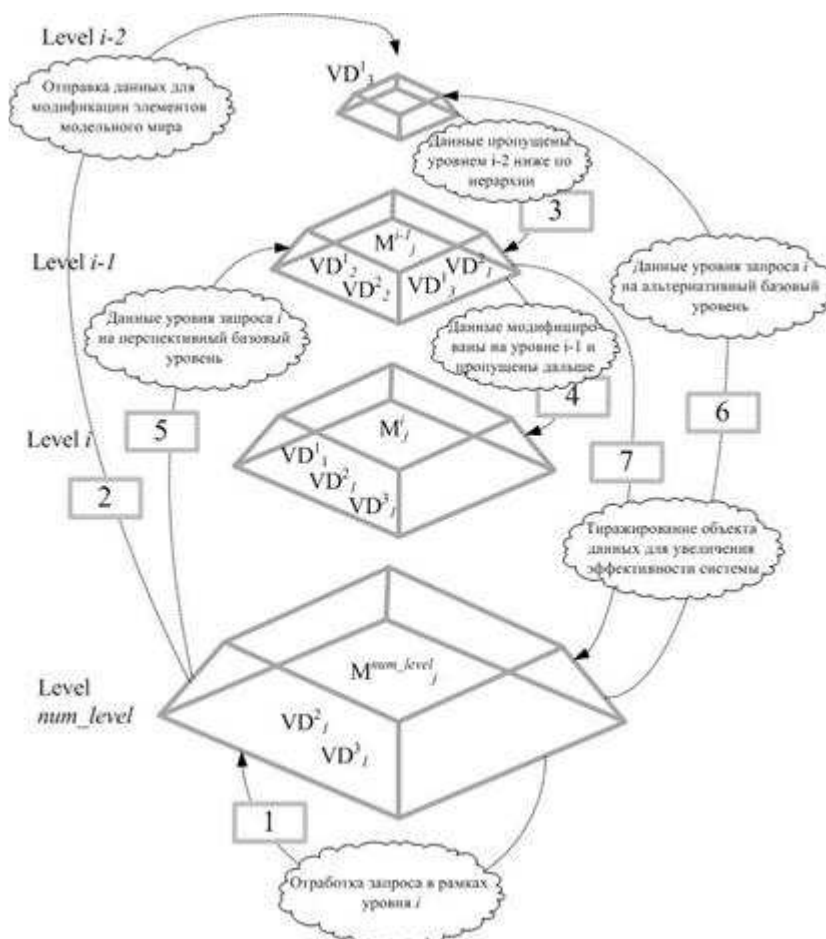 Level i-2
VD¹₃
Отправка данных для
модификации элементов
модельного мира
Данные пропущены
уровнем i-2 ниже по
иерархии
3
Level i-1
Mⁱ⁻¹ⱼ
VD¹₂ VD²₁
VD²₂ VD¹₃
Данные уровня запроса i
на альтернативный базовый
уровень
Данные уровня запроса i
на перспективный базовый
уровень
Данные модифициро-
ваны на уровне i-1 и
пропущены дальше
4
5
6
Level i
Mⁱⱼ
7
VD¹₁
VD²₁
VD³₁
2
Тиражирование объекта
данных для увеличения
эффективности системы
Level
num_level
M^num_level ⱼ
VD²₁
VD³₁
1
Отработка запроса в рамках
уровня i